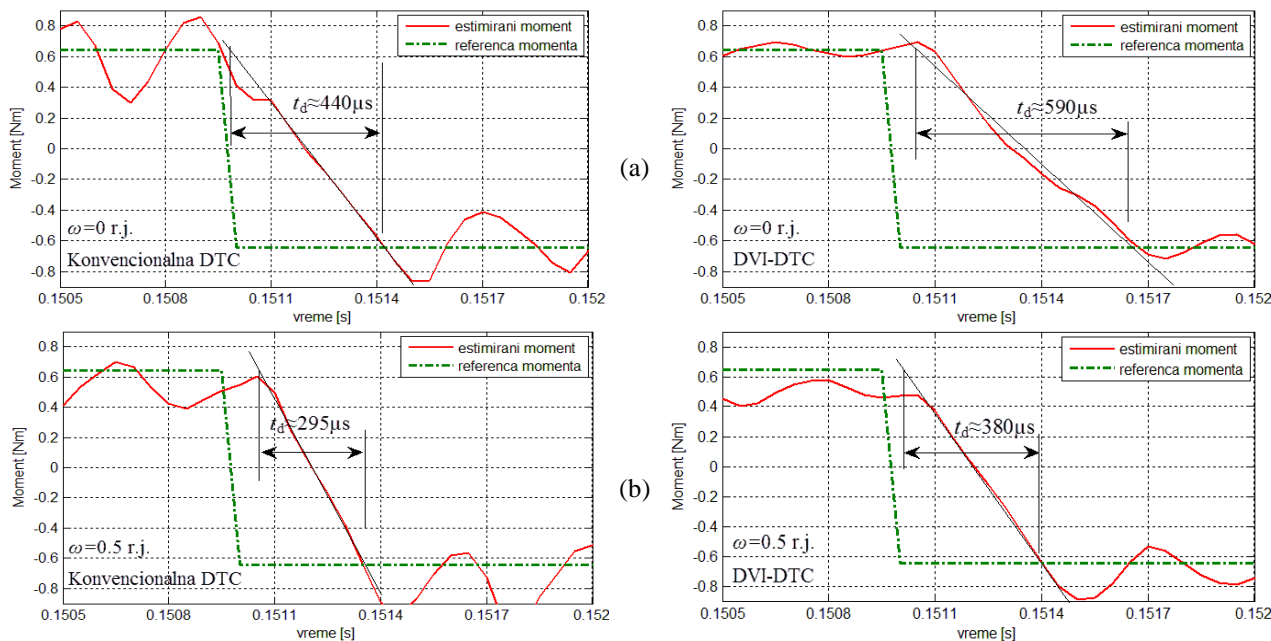 0.8
0.6
0.4
0.2
0
-0.2
-0.4
-0.6
-0.8
Moment [Nm]
estimirani moment
referenca momenta
td≈440µs
ω=0 r.j.
Konvencionalna DTC
0.1505
0.1508
0.1511
0.1514
0.1517
0.152
vreme [s]
(a)
0.8
0.6
0.4
0.2
0
-0.2
-0.4
-0.6
-0.8
Moment [Nm]
estimirani moment
referenca momenta
td≈590µs
ω=0 r.j.
DVI-DTC
0.1505
0.1508
0.1511
0.1514
0.1517
0.152
vreme [s]
0.8
0.6
0.4
0.2
0
-0.2
-0.4
-0.6
-0.8
Moment [Nm]
estimirani moment
referenca momenta
td≈295µs
ω=0.5 r.j.
Konvencionalna DTC
0.1505
0.1508
0.1511
0.1514
0.1517
0.152
vreme [s]
(b)
0.8
0.6
0.4
0.2
0
-0.2
-0.4
-0.6
-0.8
Moment [Nm]
estimirani moment
referenca momenta
td≈380µs
ω=0.5 r.j.
DVI-DTC
0.1505
0.1508
0.1511
0.1514
0.1517
0.152
vreme [s]